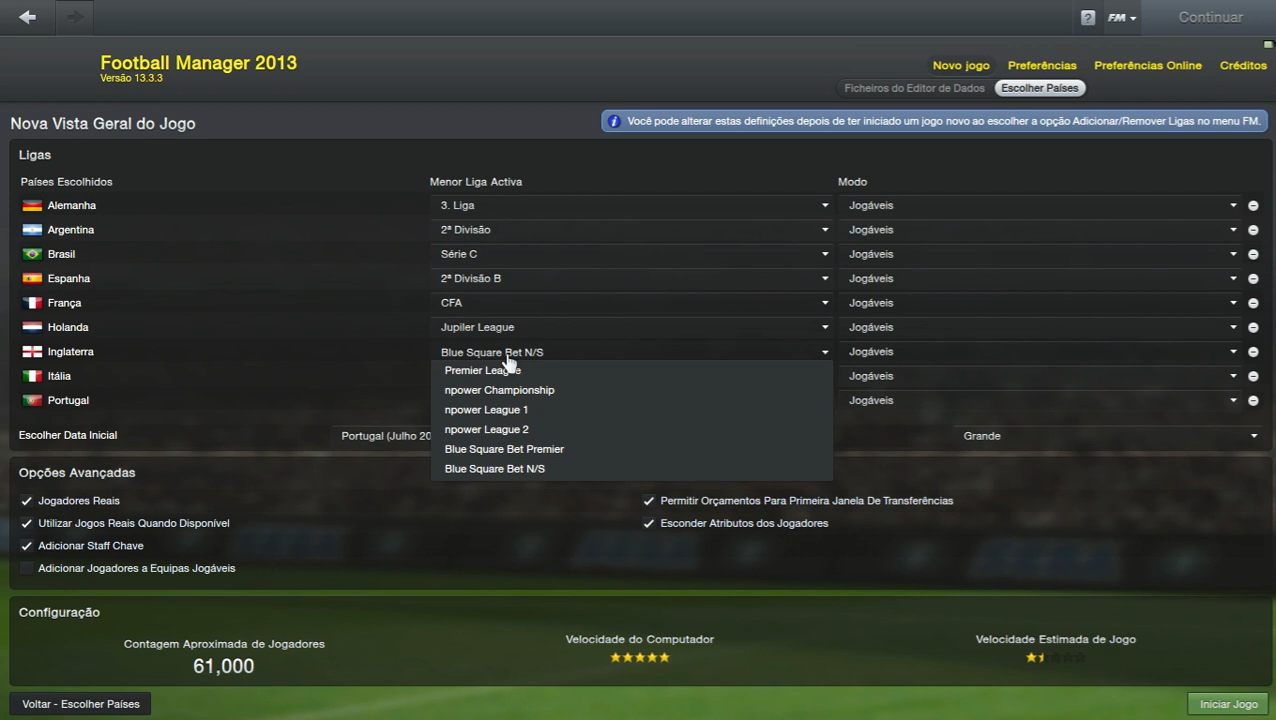 ?
FM
Continuar
Football Manager 2013
Versão 13.3.3
Novo jogo
Preferências
Preferências Online
Créditos
Ficheiros do Editor de Dados
Escolher Países
Nova Vista Geral do Jogo
i Você pode alterar estas definições depois de ter iniciado um jogo novo ao escolher a opção Adicionar/Remover Ligas no menu FM.
Ligas
Países Escolhidos Menor Liga Activa Modo
Alemanha 3. Liga Jogáveis
Argentina 2ª Divisão Jogáveis
Brasil Série C Jogáveis
Espanha 2ª Divisão B Jogáveis
França CFA Jogáveis
Holanda Jupiler League Jogáveis
Inglaterra Blue Square Bet N/S Jogáveis
Itália Jogáveis
Portugal Jogáveis
Premier League
npower Championship
npower League 1
npower League 2
Blue Square Bet Premier
Blue Square Bet N/S
Escolher Data Inicial Portugal (Julho 20 Grande
Opções Avançadas
Jogadores Reais
Utilizar Jogos Reais Quando Disponível
Adicionar Staff Chave
Adicionar Jogadores a Equipas Jogáveis
Permitir Orçamentos Para Primeira Janela De Transferências
Esconder Atributos dos Jogadores
Configuração
Contagem Aproximada de Jogadores
61,000
Velocidade do Computador
Velocidade Estimada de Jogo
Voltar - Escolher Países
Iniciar Jogo